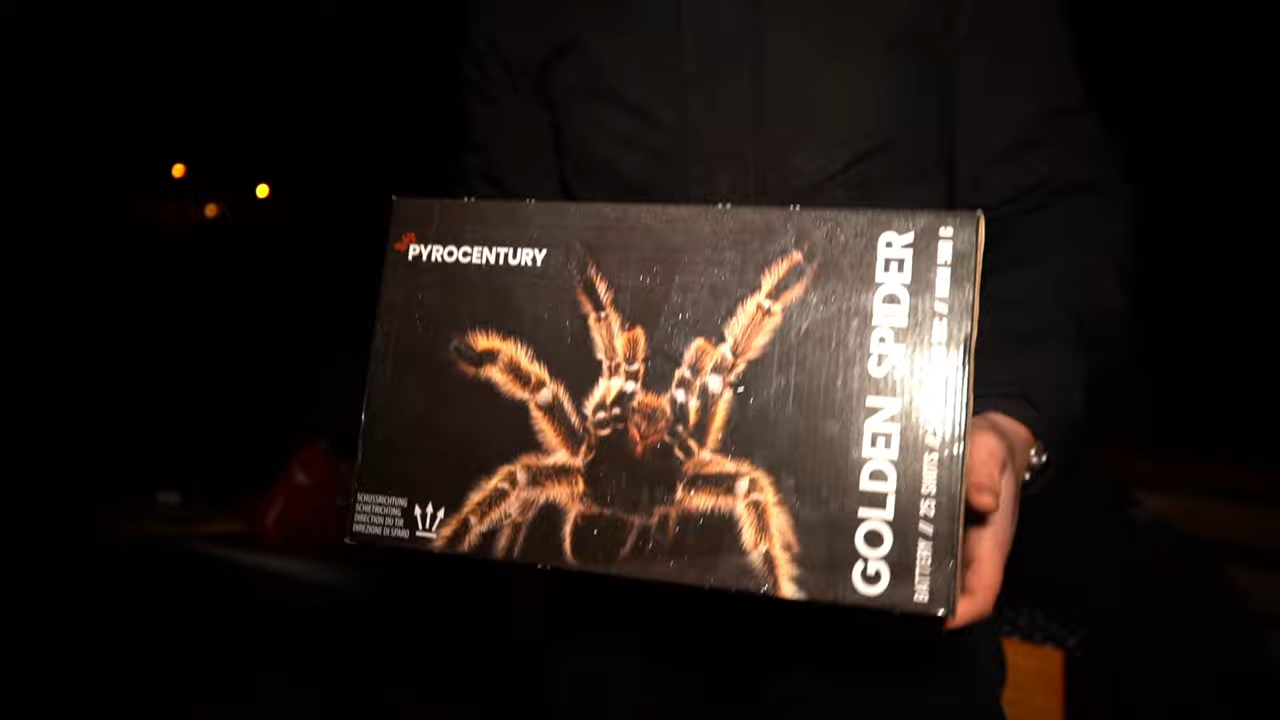 PYROCENTURY
GOLDEN SPIDER
BATTERY // 25 SHOTS //
SCHUSSRICHTUNG
SCHIETRICHTING
DIRECTION DU TIR
DIREZIONE DI SPARO